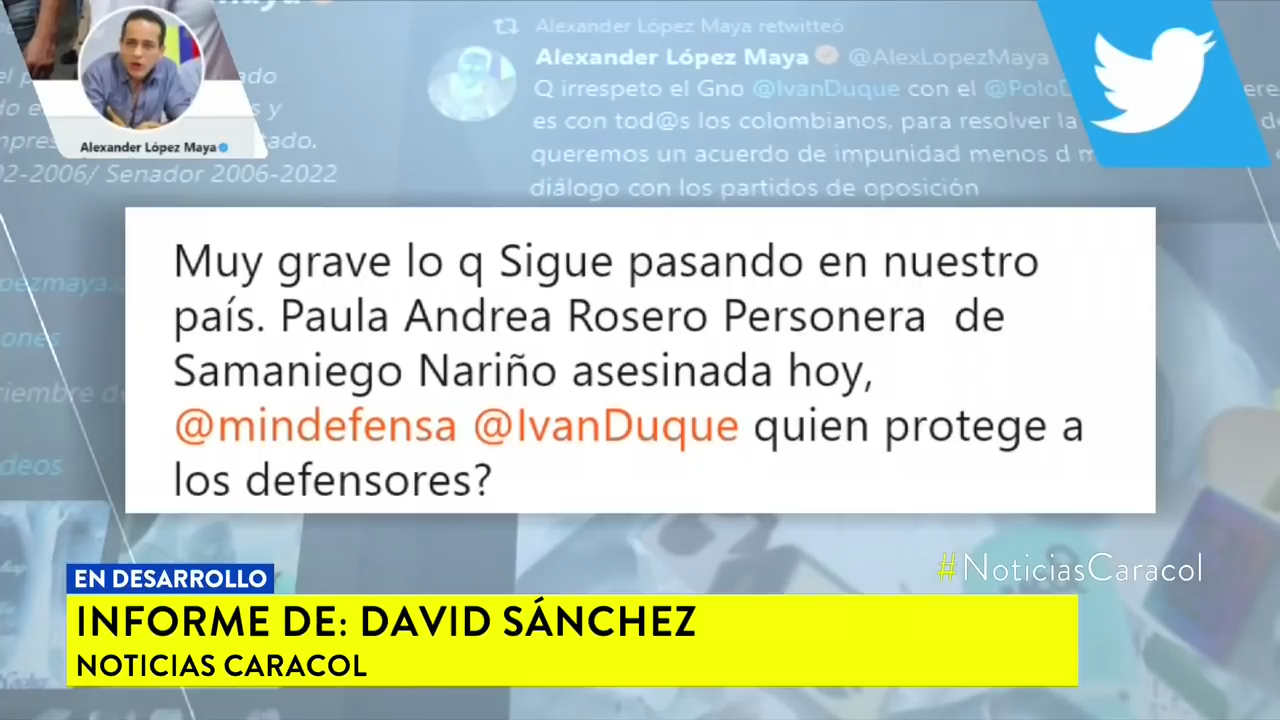 Alexander López Maya retwitteó
Alexander López Maya @AlexLopezMaya
Q irrespeto el Gno @IvanDuque con el
es con tod@s los colombianos, para resolver la
queremos un acuerdo de impunidad menos d
diálogo con los partidos de oposición
Alexander López Maya
Senador 2006-2022
Muy grave lo q Sigue pasando en nuestro
país. Paula Andrea Rosero Personera de
Samaniego Nariño asesinada hoy,
@mindefensa @IvanDuque quien protege a
los defensores?
#NoticiasCaracol
EN DESARROLLO
INFORME DE: DAVID SÁNCHEZ
NOTICIAS CARACOL